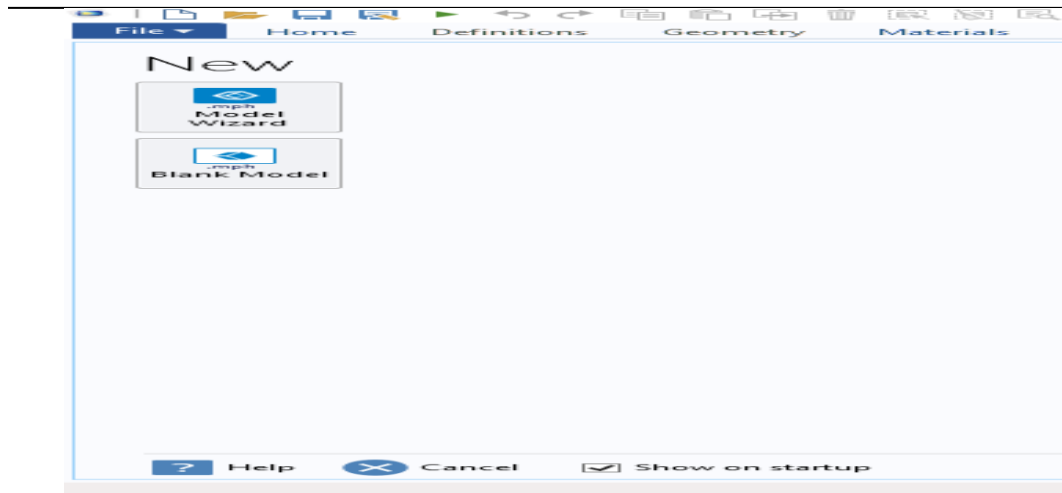 File Home Definitions Geometry Materials
New
.mph
Model
Wizard
.mph
Blank Model
? Help Cancel Show on startup